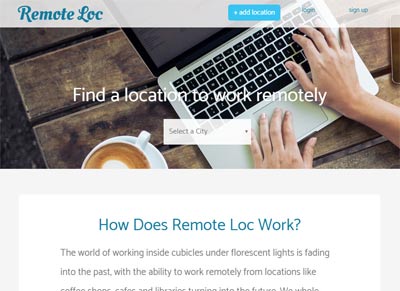 Remote Loc
+ add location
login
sign up
Find a location to work remotely
Select a City
How Does Remote Loc Work?
The world of working inside cubicles under florescent lights is fading
into the past, with the ability to work remotely from locations like
coffee shops, cafes and libraries turning into the future. We whole